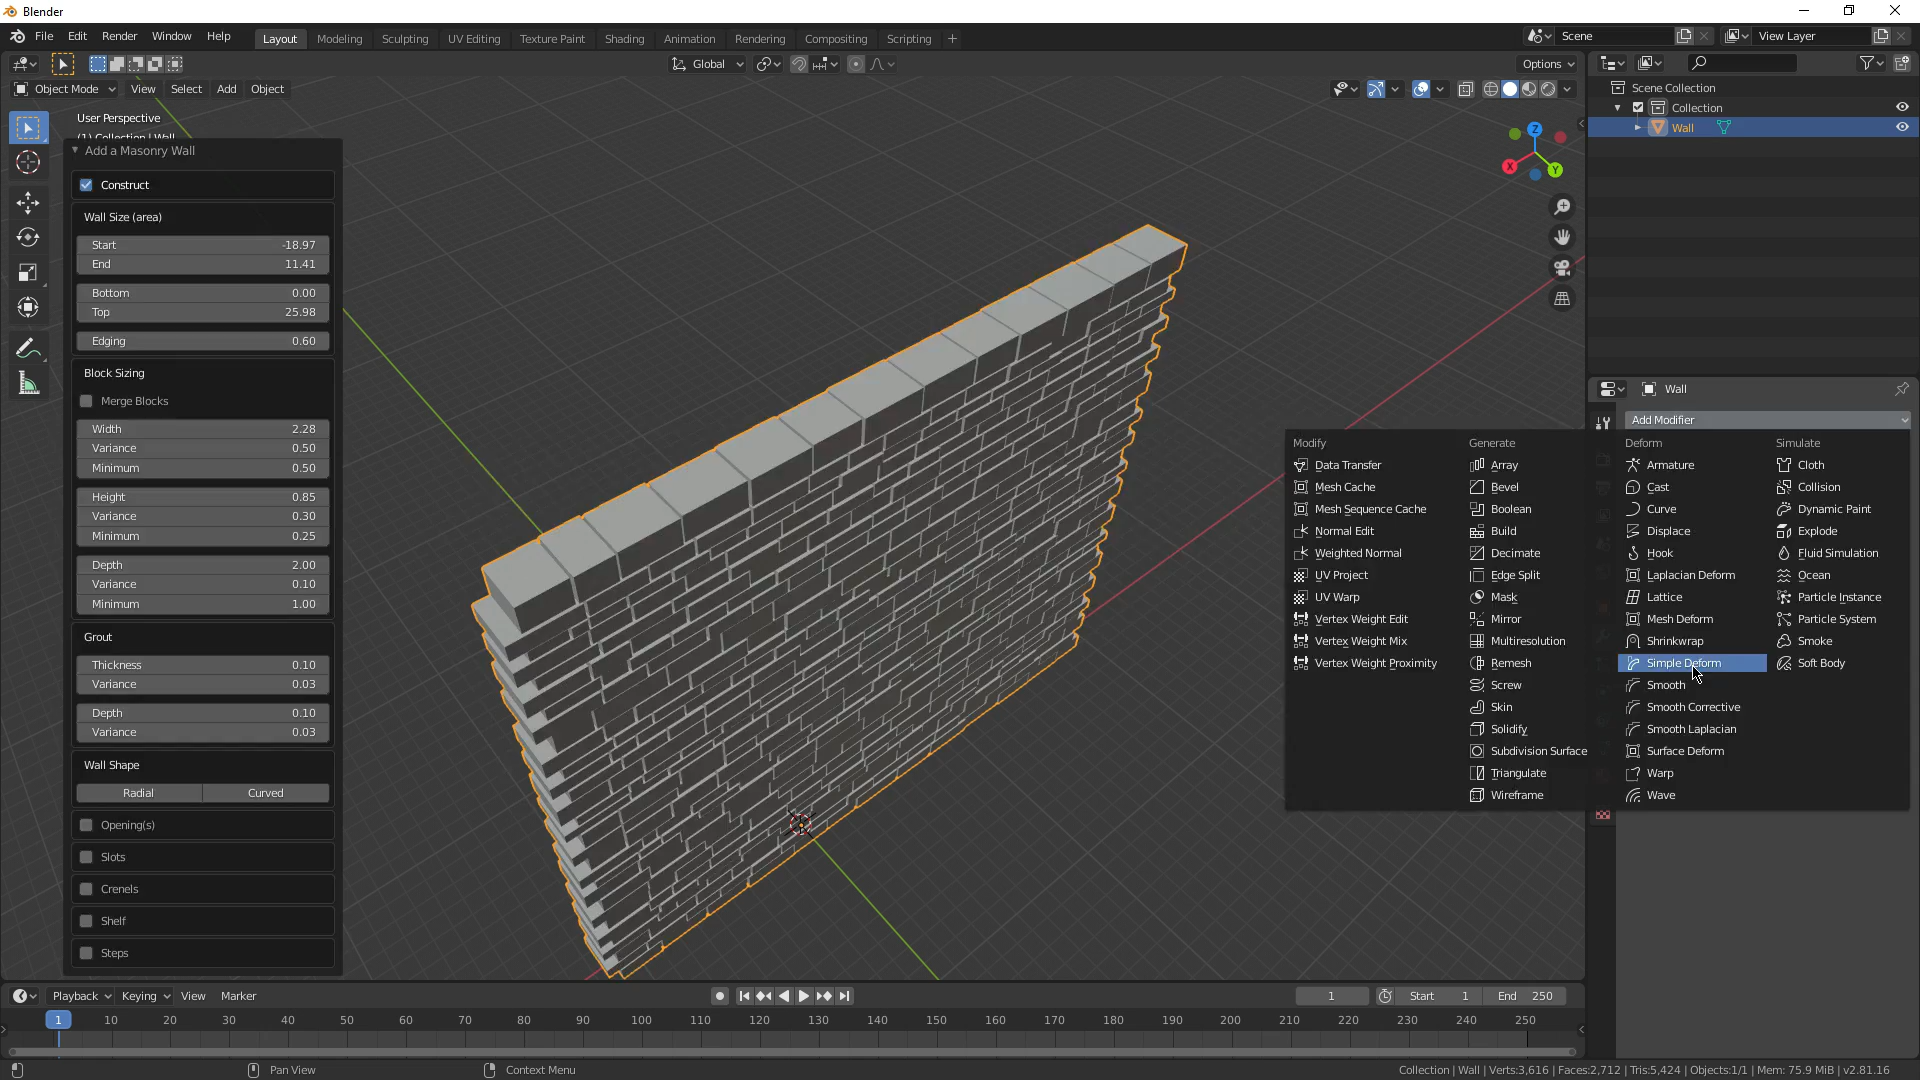 Blender
File Edit Render Window Help
Layout Modeling Sculpting UV Editing Texture Paint Shading Animation Rendering Compositing Scripting +
Scene View Layer
Global Options
Object Mode View Select Add Object
User Perspective
(1) Collection | Wall
Add a Masonry Wall
Construct
Wall Size (area)
Start -18.97
End 11.41
Bottom 0.00
Top 25.98
Edging 0.60
Block Sizing
Merge Blocks
Width 2.28
Variance 0.50
Minimum 0.50
Height 0.85
Variance 0.30
Minimum 0.25
Depth 2.00
Variance 0.10
Minimum 1.00
Grout
Thickness 0.10
Variance 0.03
Depth 0.10
Variance 0.03
Wall Shape
Radial Curved
Opening(s)
Slots
Crenels
Shelf
Steps
Z
X
Y
Scene Collection
Collection
Wall
Wall
Add Modifier
Modify
Data Transfer
Mesh Cache
Mesh Sequence Cache
Normal Edit
Weighted Normal
UV Project
UV Warp
Vertex Weight Edit
Vertex Weight Mix
Vertex Weight Proximity
Generate
Array
Bevel
Boolean
Build
Decimate
Edge Split
Mask
Mirror
Multiresolution
Remesh
Screw
Skin
Solidify
Subdivision Surface
Triangulate
Wireframe
Deform
Armature
Cast
Curve
Displace
Hook
Laplacian Deform
Lattice
Mesh Deform
Shrinkwrap
Simple Deform
Smooth
Smooth Corrective
Smooth Laplacian
Surface Deform
Warp
Wave
Simulate
Cloth
Collision
Dynamic Paint
Explode
Fluid Simulation
Ocean
Particle Instance
Particle System
Smoke
Soft Body
Playback Keying View Marker
1 Start 1 End 250
1 10 20 30 40 50 60 70 80 90 100 110 120 130 140 150 160 170 180 190 200 210 220 230 240 250
Pan View Context Menu
Collection | Wall | Verts:3,616 | Faces:2,712 | Tris:5,424 | Objects:1/1 | Mem: 75.9 MiB | v2.81.16